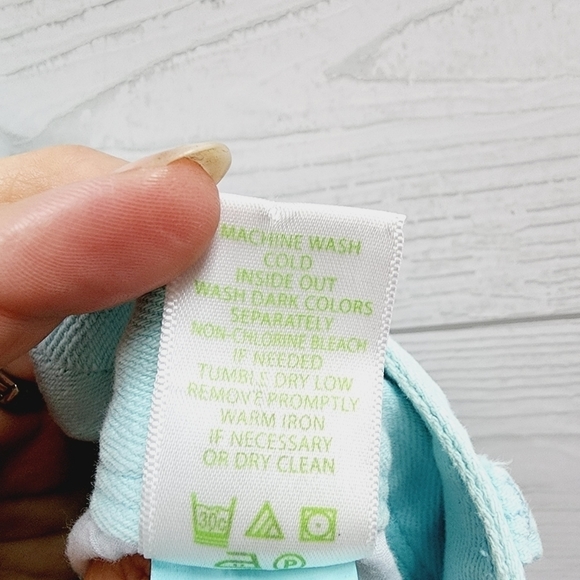 MACHINE WASH
COLD
INSIDE OUT
WASH DARK COLORS
SEPARATELY
NON-CHLORINE BLEACH
IF NEEDED
TUMBLE DRY LOW
REMOVE PROMPTLY
WARM IRON
IF NECESSARY
OR DRY CLEAN
30c
P